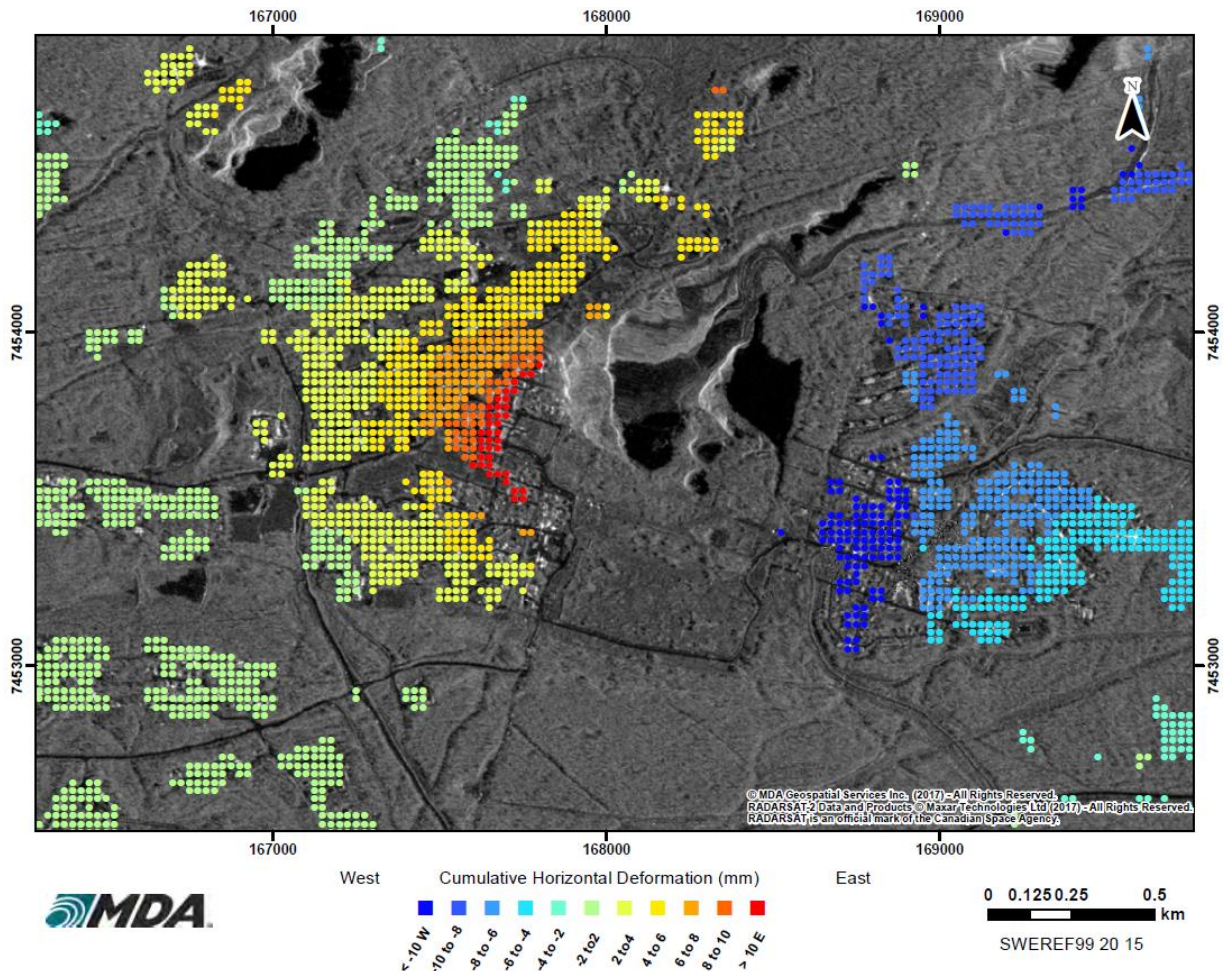 167000 168000 169000
N
7454000 7454000
7453000 7453000
© MDA Geospatial Services Inc. (2017) - All Rights Reserved.
RADARSAT-2 Data and Products © Maxar Technologies Ltd (2017) - All Rights Reserved.
RADARSAT is an official mark of the Canadian Space Agency.
167000 168000 169000
West Cumulative Horizontal Deformation (mm) East
< -10 W -10 to -8 -8 to -6 -6 to -4 -4 to -2 -2 to2 2 to4 4 to 6 6 to 8 8 to 10 > 10 E
MDA
0 0.125 0.25 0.5
km
SWEREF99 20 15